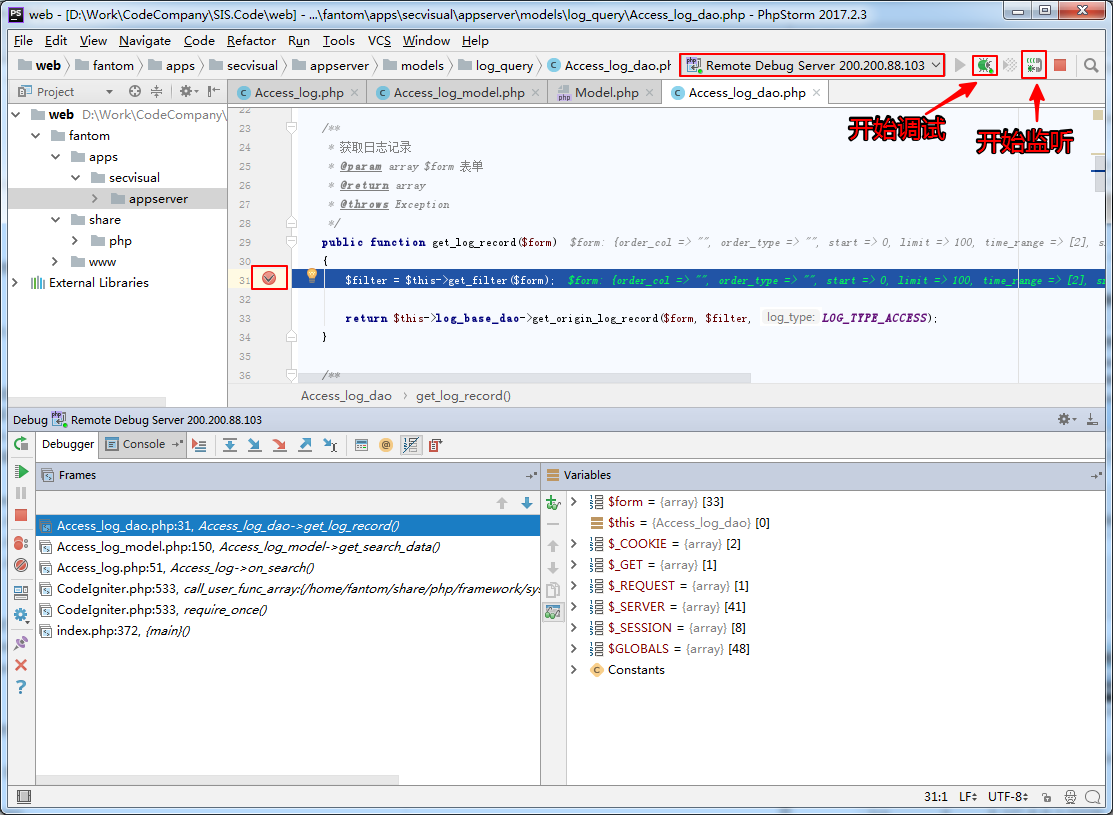 web - [D:\Work\CodeCompany\SIS.Code\web] - ...\fantom\apps\secvisual\appserver\models\log_query\Access_log_dao.php - PhpStorm 2017.2.3
File Edit View Navigate Code Refactor Run Tools VCS Window Help
web fantom apps secvisual appserver models log_query Access_log_dao.ph Remote Debug Server 200.200.88.103
Project Access_log.php Access_log_model.php Model.php Access_log_dao.php
开始调试
开始监听
web D:\Work\CodeCompany\
fantom
apps
secvisual
appserver
share
php
www
External Libraries
22
23 /**
24 * 获取日志记录
25 * @param array $form 表单
26 * @return array
27 * @throws Exception
28 */
29 public function get_log_record($form) $form: {order_col => "", order_type => "", start => 0, limit => 100, time_range => [2], s
30 {
31 $filter = $this->get_filter($form); $form: {order_col => "", order_type => "", start => 0, limit => 100, time_range => [2], sr
32
33 return $this->log_base_dao->get_origin_log_record($form, $filter, log_type: LOG_TYPE_ACCESS);
34 }
35
36 /**
Access_log_dao › get_log_record()
Debug Remote Debug Server 200.200.88.103
Debugger Console
Frames
Access_log_dao.php:31, Access_log_dao->get_log_record()
Access_log_model.php:150, Access_log_model->get_search_data()
Access_log.php:51, Access_log->on_search()
CodeIgniter.php:533, call_user_func_array:{/home/fantom/share/php/framework/sys
CodeIgniter.php:533, require_once()
index.php:372, {main}()
Variables
$form = {array} [33]
$this = {Access_log_dao} [0]
$_COOKIE = {array} [2]
$_GET = {array} [1]
$_REQUEST = {array} [1]
$_SERVER = {array} [41]
$_SESSION = {array} [8]
$GLOBALS = {array} [48]
Constants
31:1 LF UTF-8